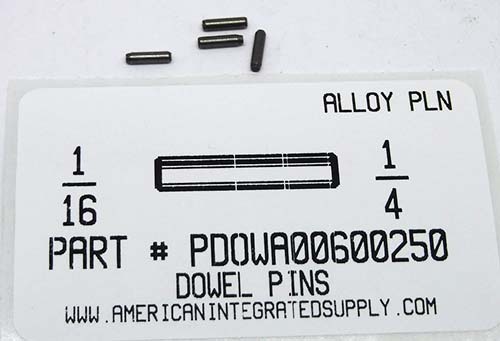 ALLOY PLN
1/16
1/4
PART # PDOWA00600250
DOWEL PINS
WWW.AMERICANINTEGRATEDSUPPLY.COM